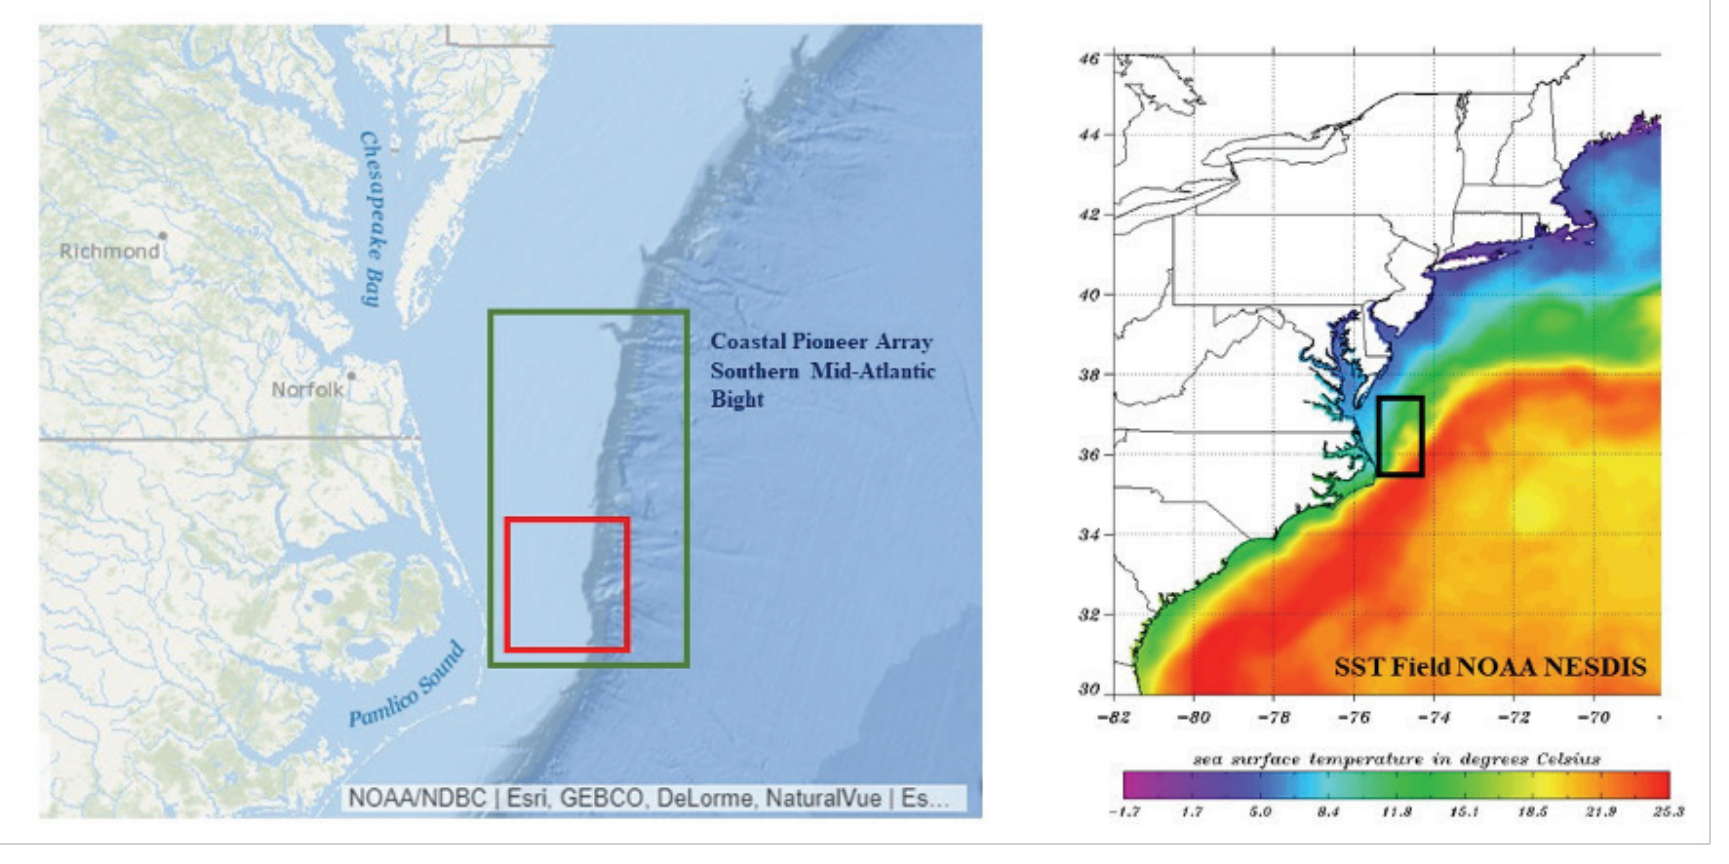 Chesapeake Bay
Richmond
Norfolk
Coastal Pioneer Array
Southern Mid-Atlantic
Bight
Pamlico Sound
NOAA/NDBC | Esri, GEBCO, DeLorme, NaturalVue | Es...
46
44
42
40
38
36
34
32
30
SST Field NOAA NESDIS
-82 -80 -78 -76 -74 -72 -70 -
sea surface temperature in degrees Celsius
-1.7 1.7 5.0 8.4 11.8 15.1 18.5 21.9 25.3